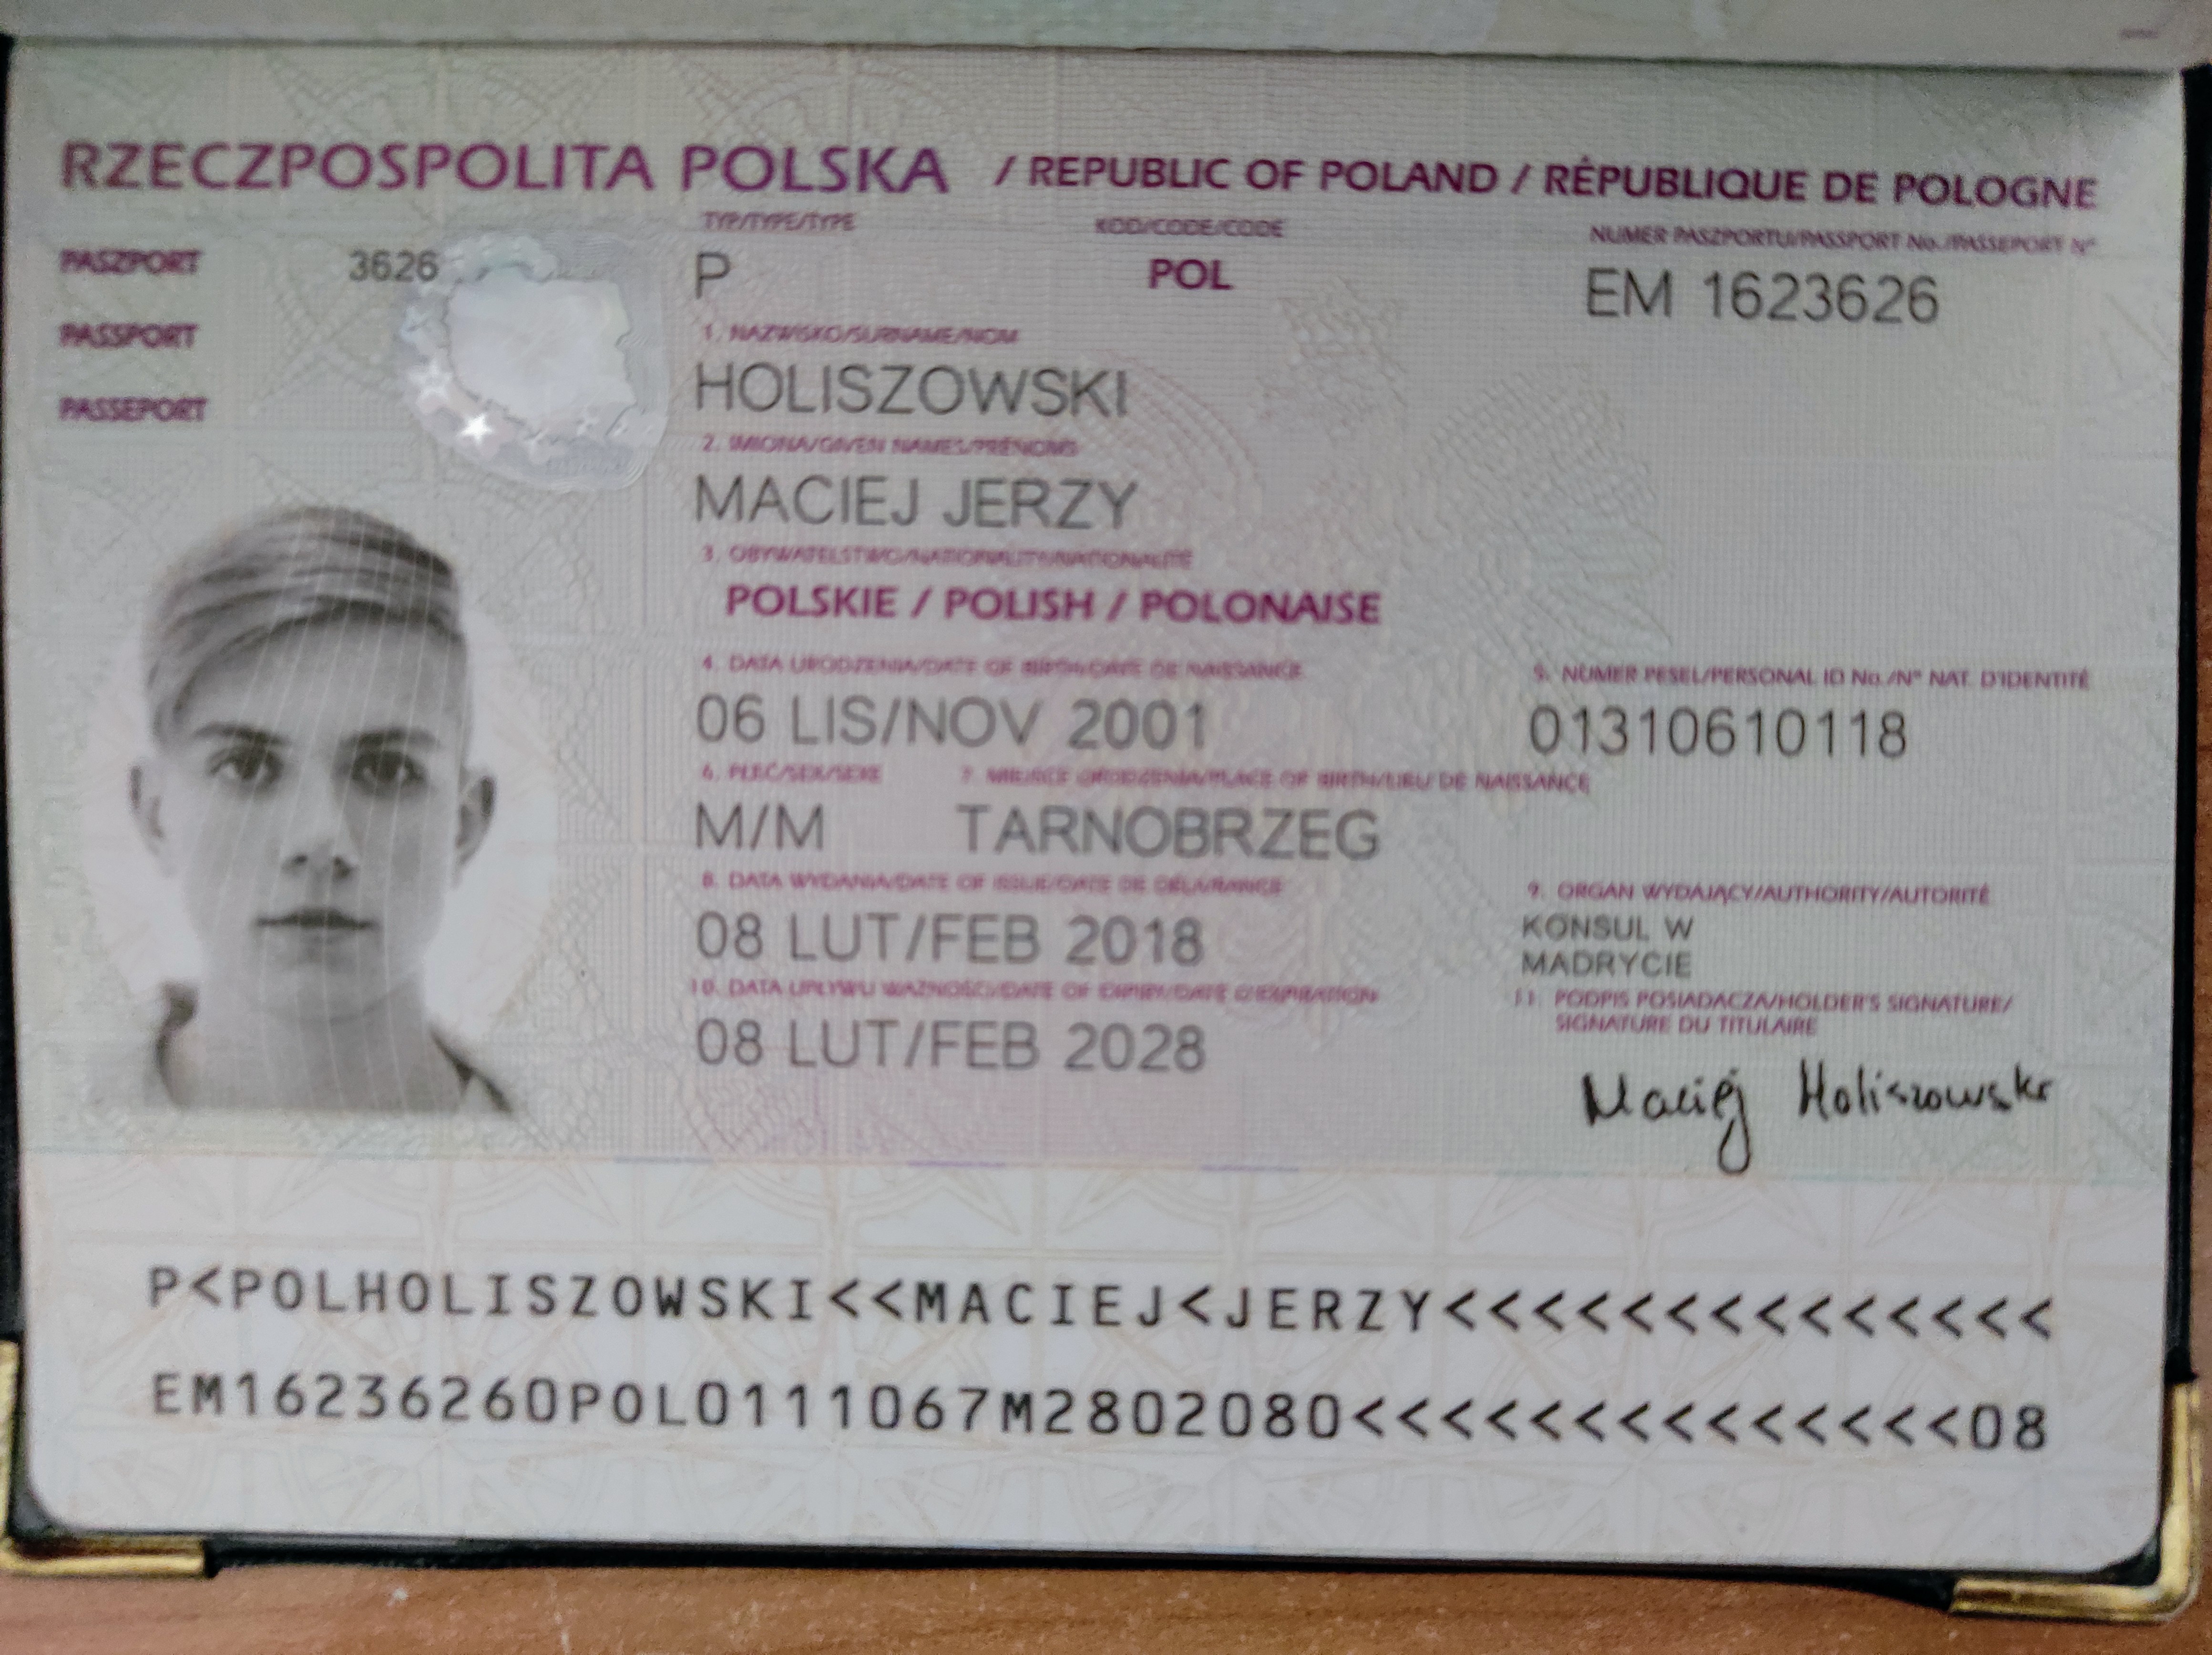 RZECZPOSPOLITA POLSKA / REPUBLIC OF POLAND / RÉPUBLIQUE DE POLOGNE
TYP/TYPE/TYPE KOD/CODE/CODE NUMER PASZPORTU/PASSPORT No./PASSEPORT N°
PASZPORT 3626 P POL EM 1623626
PASSPORT
1. NAZWISKO/SURNAME/NOM
HOLISZOWSKI
PASSEPORT
2. IMIONA/GIVEN NAMES/PRÉNOMS
MACIEJ JERZY
3. OBYWATELSTWO/NATIONALITY/NATIONALITÉ
POLSKIE / POLISH / POLONAISE
4. DATA URODZENIA/DATE OF BIRTH/DATE DE NAISSANCE 5. NUMER PESEL/PERSONAL ID No./N° NAT. D'IDENTITÉ
06 LIS/NOV 2001 01310610118
6. PŁEĆ/SEX/SEXE 7. MIEJSCE URODZENIA/PLACE OF BIRTH/LIEU DE NAISSANCE
M/M TARNOBRZEG
8. DATA WYDANIA/DATE OF ISSUE/DATE DE DÉLIVRANCE 9. ORGAN WYDAJĄCY/AUTHORITY/AUTORITÉ
08 LUT/FEB 2018 KONSUL W
MADRYCIE
10. DATA UPŁYWU WAŻNOŚCI/DATE OF EXPIRY/DATE D'EXPIRATION 11. PODPIS POSIADACZA/HOLDER'S SIGNATURE/
SIGNATURE DU TITULAIRE
08 LUT/FEB 2028
Maciej Holiszowski
P<POLHOLISZOWSKI<<MACIEJ<JERZY<<<<<<<<<<<<<<
EM16236260POL0111067M2802080<<<<<<<<<<<<<<08